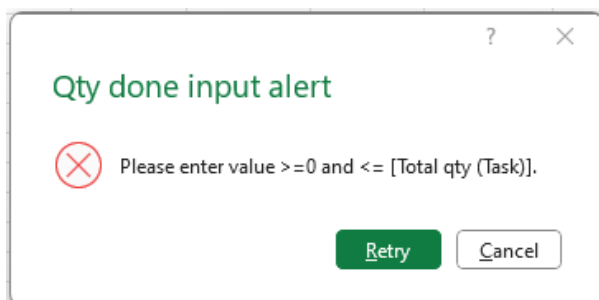 ?
Qty done input alert
Please enter value >=0 and <= [Total qty (Task)].
Retry Cancel